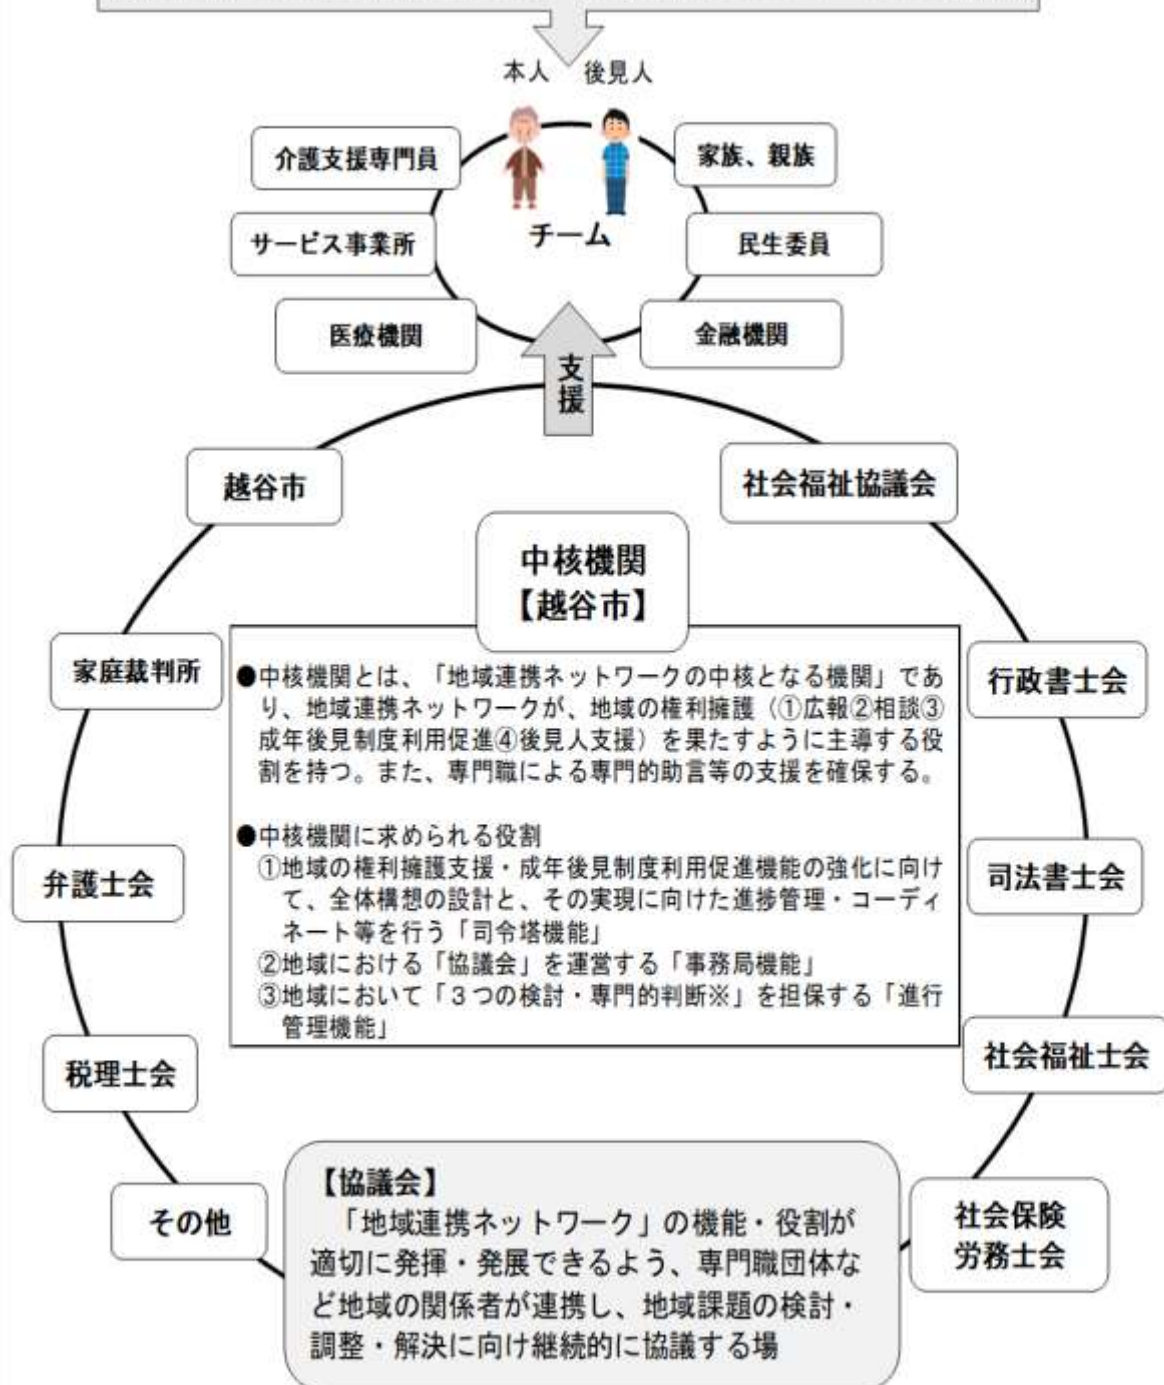 本人 後見人
介護支援専門員
家族、親族
サービス事業所
チーム
民生委員
医療機関
金融機関
支援
越谷市
社会福祉協議会
中核機関
【越谷市】
家庭裁判所
行政書士会
●中核機関とは、「地域連携ネットワークの中核となる機関」であ
り、地域連携ネットワークが、地域の権利擁護（①広報②相談③
成年後見制度利用促進④後見人支援）を果たすように主導する役
割を持つ。また、専門職による専門的助言等の支援を確保する。
●中核機関に求められる役割
①地域の権利擁護支援・成年後見制度利用促進機能の強化に向け
て、全体構想の設計と、その実現に向けた進捗管理・コーディ
ネート等を行う「司令塔機能」
②地域における「協議会」を運営する「事務局機能」
③地域において「３つの検討・専門的判断※」を担保する「進行
管理機能」
弁護士会
司法書士会
税理士会
社会福祉士会
その他
社会保険
労務士会
【協議会】
「地域連携ネットワーク」の機能・役割が
適切に発揮・発展できるよう、専門職団体な
ど地域の関係者が連携し、地域課題の検討・
調整・解決に向け継続的に協議する場